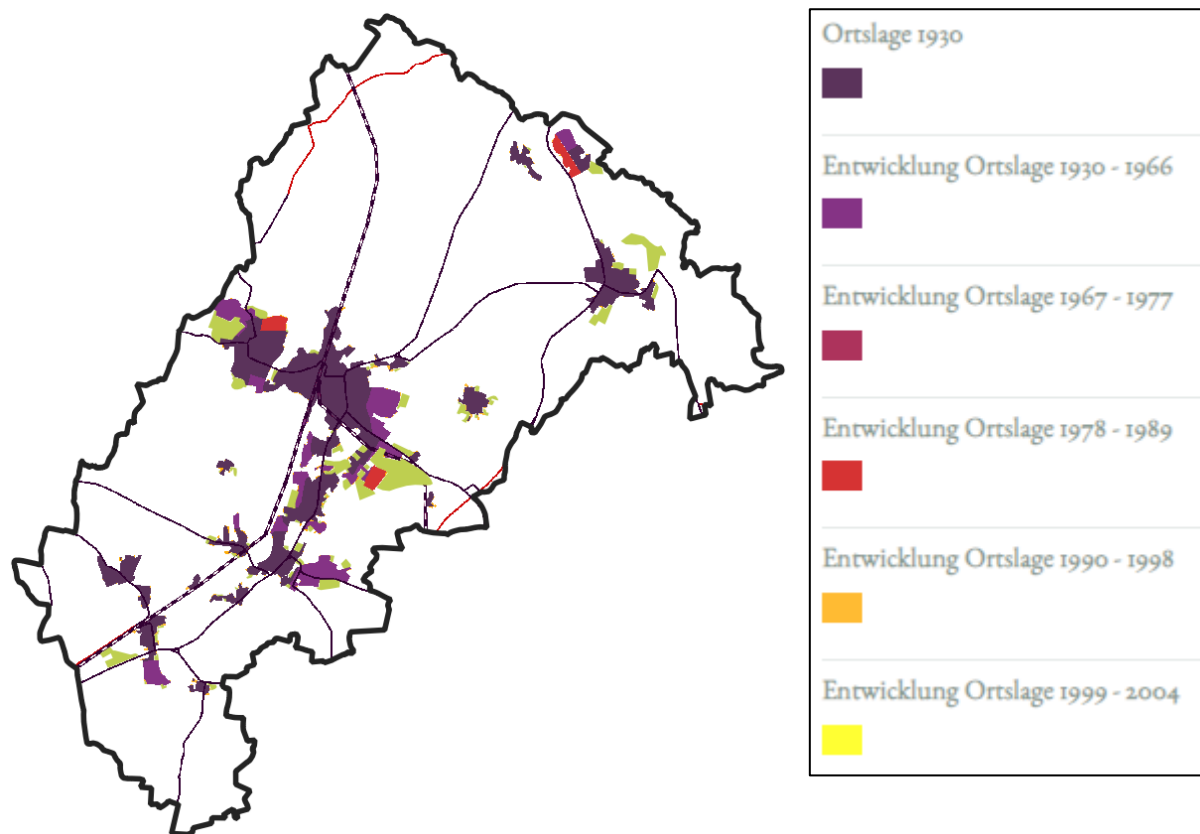 Ortslage 1930
Entwicklung Ortslage 1930 - 1966
Entwicklung Ortslage 1967 - 1977
Entwicklung Ortslage 1978 - 1989
Entwicklung Ortslage 1990 - 1998
Entwicklung Ortslage 1999 - 2004